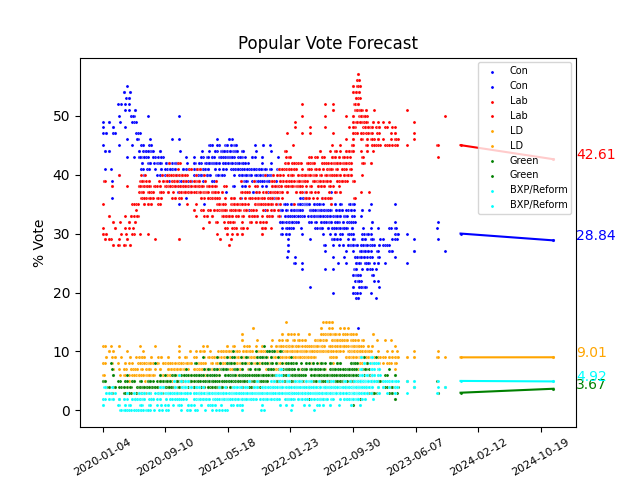 Popular Vote Forecast
Con
Con
Lab
Lab
LD
LD
Green
Green
BXP/Reform
BXP/Reform
% Vote
50
40
30
20
10
0
42.61
28.84
9.01
4.92
3.67
2020-01-04
2020-09-10
2021-05-18
2022-01-23
2022-09-30
2023-06-07
2024-02-12
2024-10-19